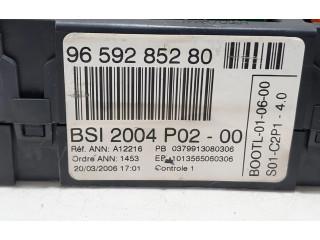 96 592 852 80
BSI 2004 P02 - 00
Réf. ANN: A12216 PB 0379913080306
Ordre ANN: 1453 EP 1013565060306
20/03/2006 17:01 Controle 1
BOOTL-01-06-00
S01-C2P1 - 4.0